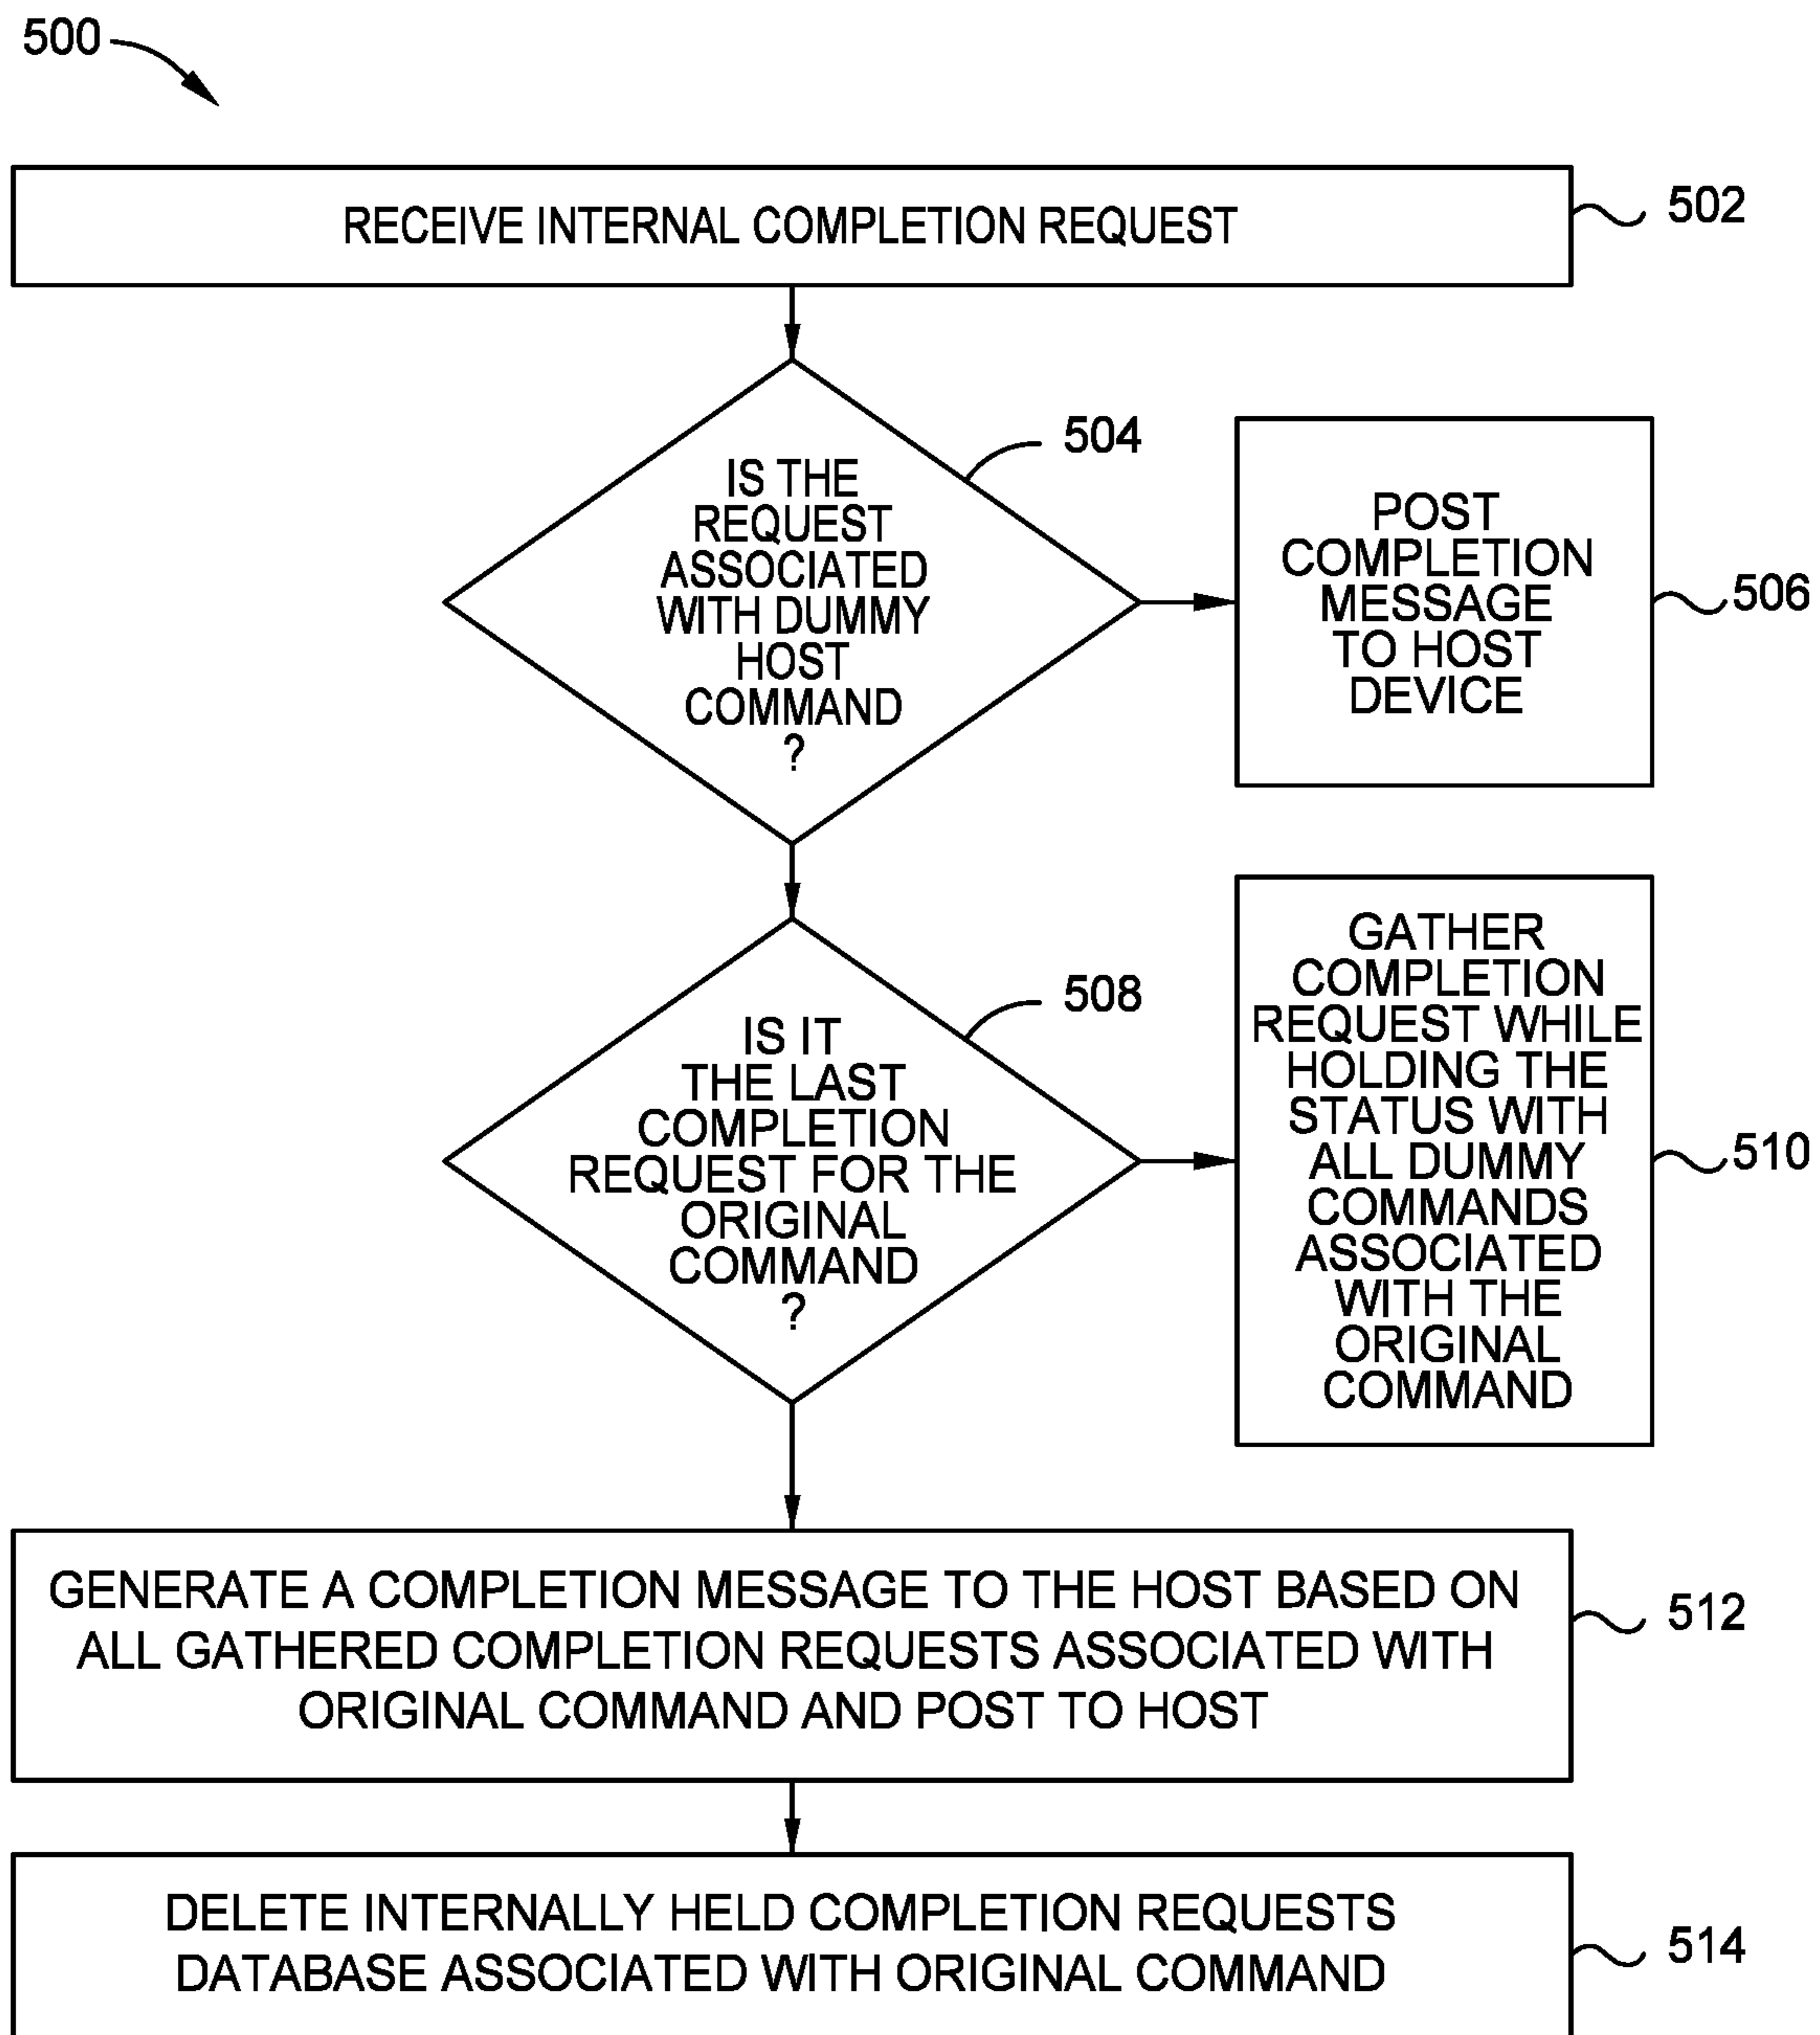 500
RECEIVE INTERNAL COMPLETION REQUEST
502
IS THE
REQUEST
ASSOCIATED
WITH DUMMY
HOST
COMMAND
?
504
POST
COMPLETION
MESSAGE
TO HOST
DEVICE
506
IS IT
THE LAST
COMPLETION
REQUEST FOR THE
ORIGINAL
COMMAND
?
508
GATHER
COMPLETION
REQUEST WHILE
HOLDING THE
STATUS WITH
ALL DUMMY
COMMANDS
ASSOCIATED
WITH THE
ORIGINAL
COMMAND
510
GENERATE A COMPLETION MESSAGE TO THE HOST BASED ON
ALL GATHERED COMPLETION REQUESTS ASSOCIATED WITH
ORIGINAL COMMAND AND POST TO HOST
512
DELETE INTERNALLY HELD COMPLETION REQUESTS
DATABASE ASSOCIATED WITH ORIGINAL COMMAND
514